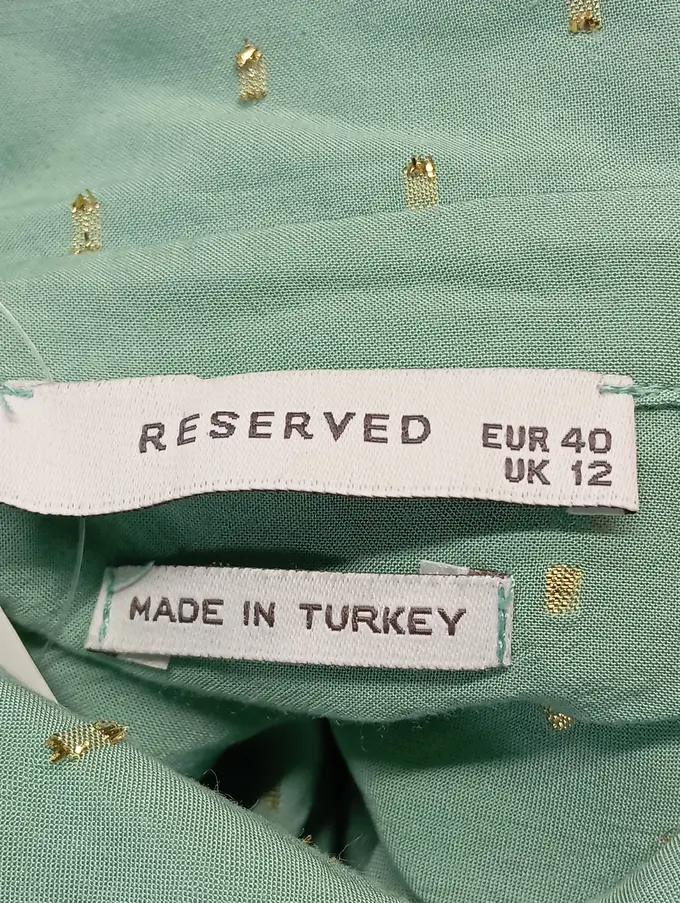 RESERVED
EUR 40
UK 12
MADE IN TURKEY